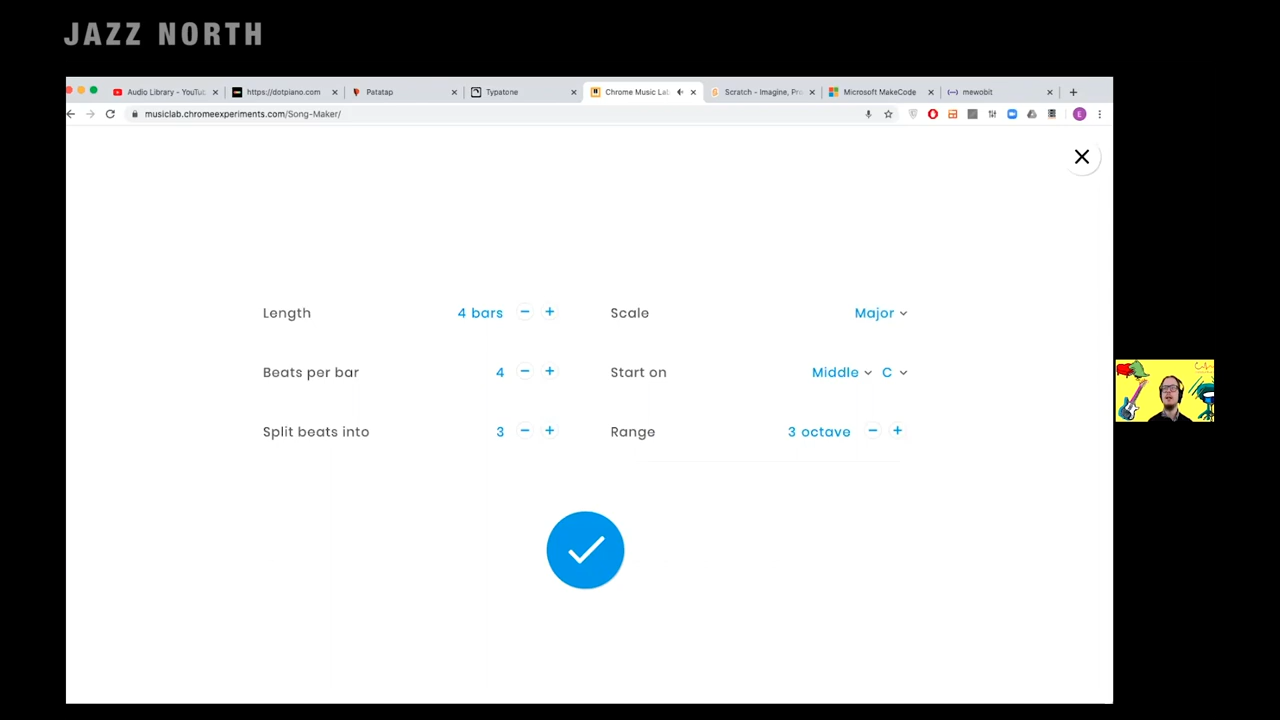 JAZZ NORTH
Audio Library - YouTu
https://dotpiano.com
Patatap
Typatone
Chrome Music Lab
Scratch - Imagine, Pro
Microsoft MakeCode
mewobit
musiclab.chromeexperiments.com/Song-Maker/
E
Length 4 bars − +
Scale Major
Beats per bar 4 − +
Start on Middle C
Split beats into 3 − +
Range 3 octave − +